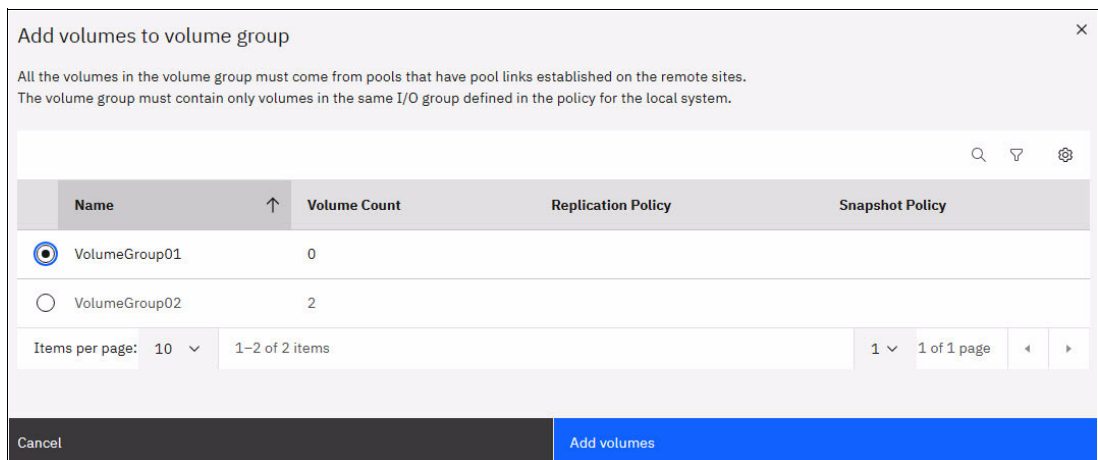 Add volumes to volume group
All the volumes in the volume group must come from pools that have pool links established on the remote sites.
The volume group must contain only volumes in the same I/O group defined in the policy for the local system.
Name Volume Count Replication Policy Snapshot Policy
VolumeGroup01 0
VolumeGroup02 2
Items per page: 10 1–2 of 2 items 1 1 of 1 page
Cancel Add volumes